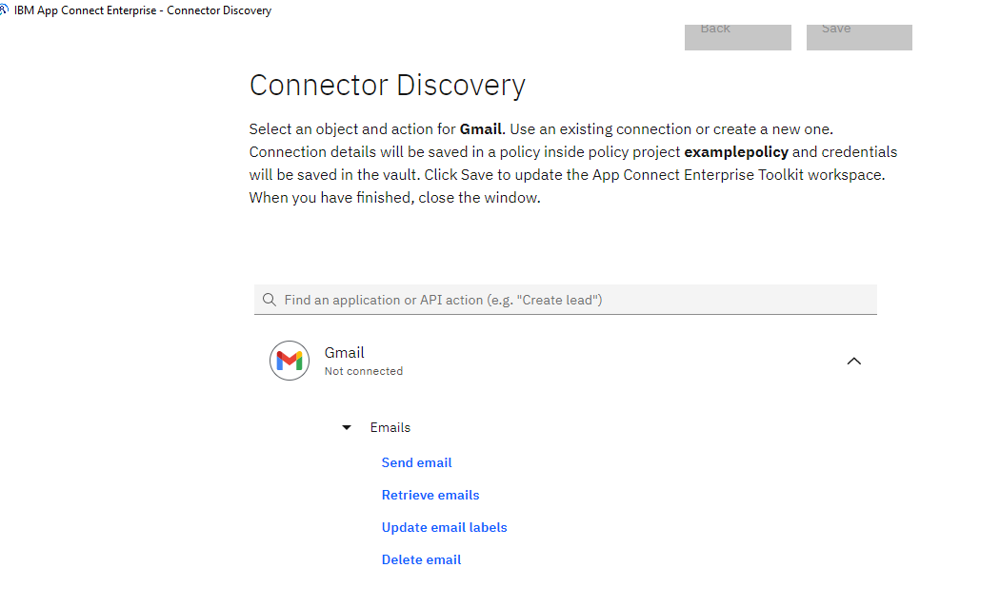 IBM App Connect Enterprise - Connector Discovery
Back
Save
Connector Discovery
Select an object and action for Gmail. Use an existing connection or create a new one.
Connection details will be saved in a policy inside policy project examplepolicy and credentials
will be saved in the vault. Click Save to update the App Connect Enterprise Toolkit workspace.
When you have finished, close the window.
Find an application or API action (e.g. "Create lead")
Gmail
Not connected
Emails
Send email
Retrieve emails
Update email labels
Delete email